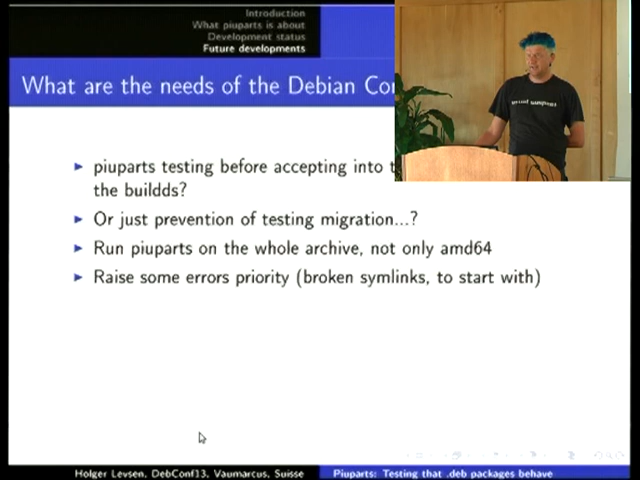 Introduction
What piuparts is about
Development status
Future developments
What are the needs of the Debian
piuparts testing before accepting into
the buildds?
Or just prevention of testing migration...?
Run piuparts on the whole archive, not only amd64
Raise some errors priority (broken symlinks, to start with)
Holger Levsen, DebConf13, Vaumarcus, Suisse
Piuparts: Testing that .deb packages behave